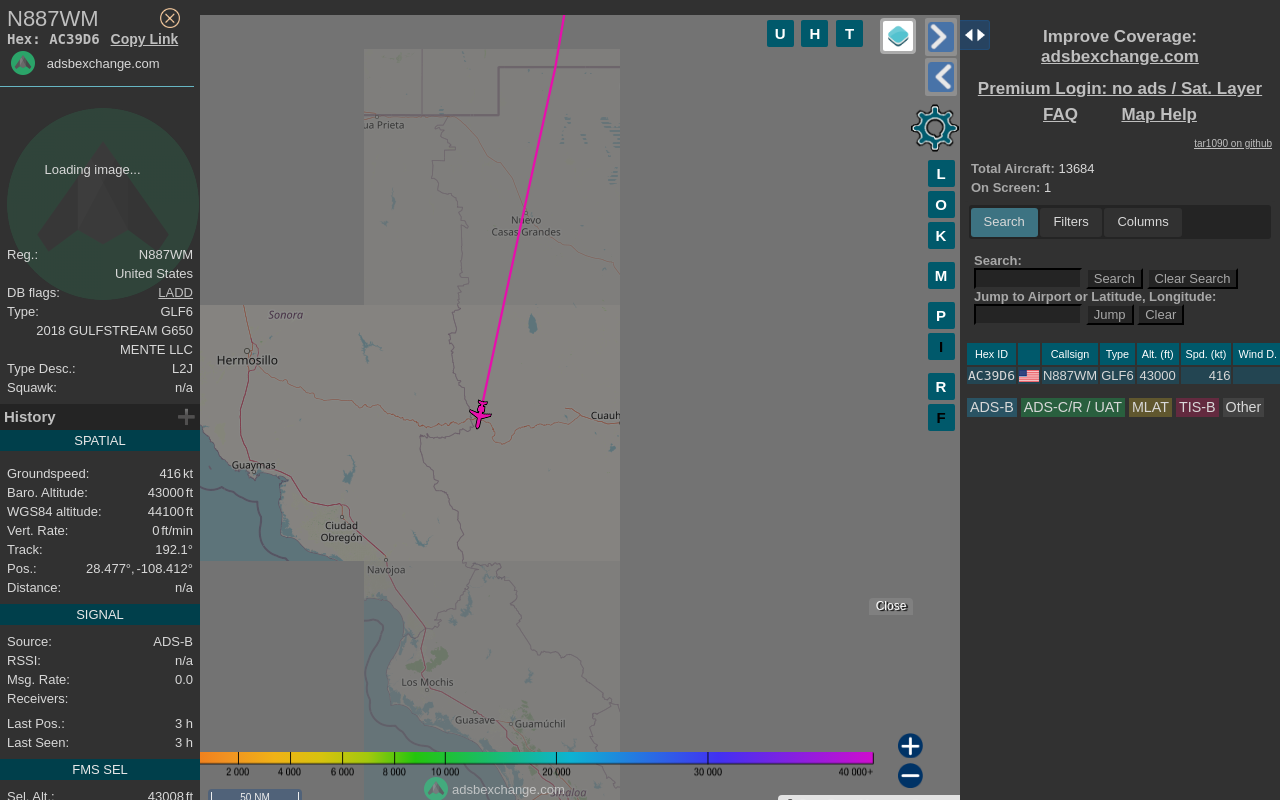 N887WM
Hex: AC39D6 Copy Link
adsbexchange.com
Loading image...
Reg.: N887WM
United States
DB flags: LADD
Type: GLF6
2018 GULFSTREAM G650
MENTE LLC
Type Desc.: L2J
Squawk: n/a
History
SPATIAL
Groundspeed: 416 kt
Baro. Altitude: 43000 ft
WGS84 altitude: 44100 ft
Vert. Rate: 0 ft/min
Track: 192.1°
Pos.: 28.477°, -108.412°
Distance: n/a
SIGNAL
Source: ADS-B
RSSI: n/a
Msg. Rate: 0.0
Receivers:
Last Pos.: 3 h
Last Seen: 3 h
FMS SEL
Sel. Alt.: 43008 ft
U H T
L
O
K
M
P
I
R
F
ua Prieta
Nuevo
Casas Grandes
Sonora
Hermosillo
Cuauh
Guaymas
Ciudad
Obregón
Navojoa
Los Mochis
Guasave
Guamúchil
Close
2 000 4 000 6 000 8 000 10 000 20 000 30 000 40 000+
adsbexchange.com
50 NM
Improve Coverage:
adsbexchange.com
Premium Login: no ads / Sat. Layer
FAQ Map Help
tar1090 on github
Total Aircraft: 13684
On Screen: 1
Search Filters Columns
Search:
Search Clear Search
Jump to Airport or Latitude, Longitude:
Jump Clear
Hex ID Callsign Type Alt. (ft) Spd. (kt) Wind D.
AC39D6 N887WM GLF6 43000 416
ADS-B ADS-C/R / UAT MLAT TIS-B Other